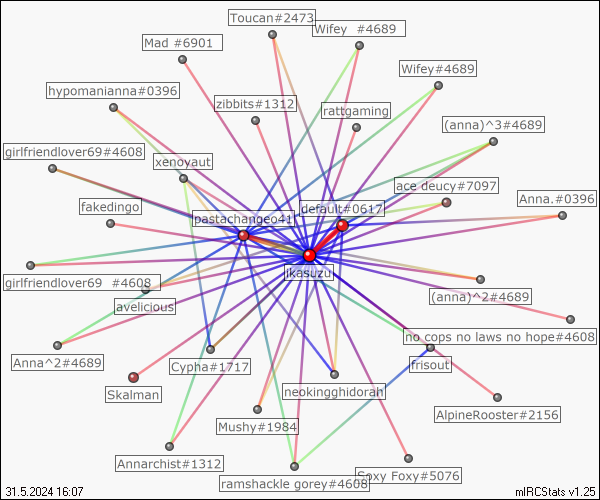 Toucan#2473
Wifey  #4689
Mad #6901
Wifey#4689
hypomanianna#0396
zibbits#1312
rattgaming
(anna)^3#4689
girlfriendlover69#4608
xenoyaut
ace deucy#7097
Anna.#0396
fakedingo
default#0617
pastachangeo41
jkasuzu
girlfriendlover69  #4608
(anna)^2#4689
avelicious
no cops no laws no hope#4608
Anna^2#4689
Cypha#1717
frisout
Skalman
neokingghidorah
AlpineRooster#2156
Mushy#1984
Annarchist#1312
Soxy Foxy#5076
ramshackle gorey#4608
31.5.2024 16:07
mIRCStats v1.25